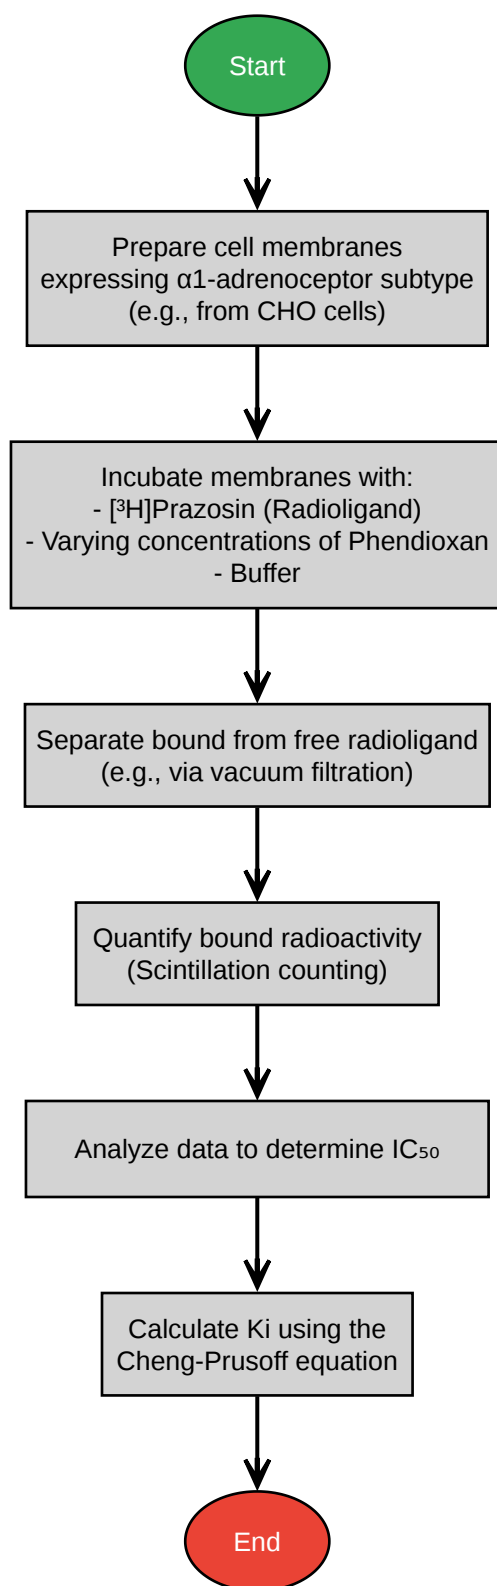 Start
Prepare cell membranes
expressing α1-adrenoceptor subtype
(e.g., from CHO cells)
Incubate membranes with:
- [³H]Prazosin (Radioligand)
- Varying concentrations of Phendioxan
- Buffer
Separate bound from free radioligand
(e.g., via vacuum filtration)
Quantify bound radioactivity
(Scintillation counting)
Analyze data to determine IC₅₀
Calculate Ki using the
Cheng-Prusoff equation
End